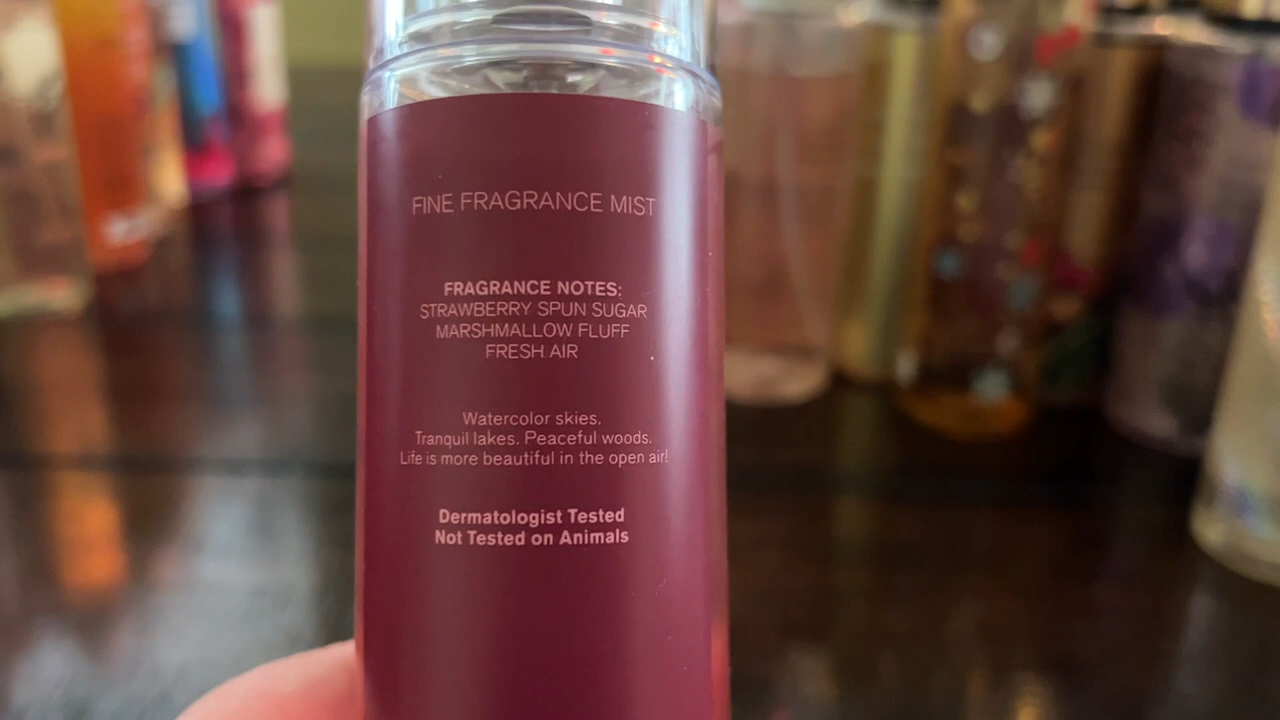 FINE FRAGRANCE MIST
FRAGRANCE NOTES:
STRAWBERRY SPUN SUGAR
MARSHMALLOW FLUFF
FRESH AIR
Watercolor skies.
Tranquil lakes. Peaceful woods.
Life is more beautiful in the open air!
Dermatologist Tested
Not Tested on Animals